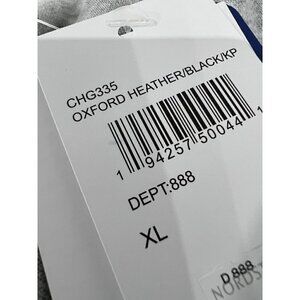 CHG335
OXFORD HEATHER/BLACK/KP
1 94257 50044 1
DEPT:888
XL
D 888